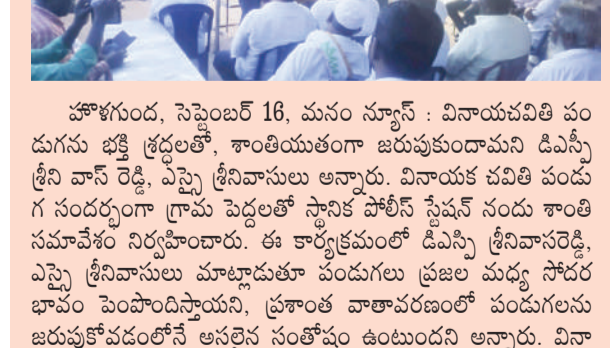 హొళగుంద, సెప్టెంబర్ 16, మనం న్యూస్ : వినాయచవితి పం
డుగను భక్తి శ్రద్ధలతో, శాంతియుతంగా జరుపుకుందామని డిఎస్పీ
శ్రీని వాస్ రెడ్డి, ఎస్సై శ్రీనివాసులు అన్నారు. వినాయక చవితి పండు
గ సందర్భంగా గ్రామ పెద్దలతో స్థానిక పోలీస్ స్టేషన్ నందు శాంతి
సమావేశం నిర్వహించారు. ఈ కార్యక్రమంలో డిఎస్పి శ్రీనివాసరెడ్డి,
ఎస్సై శ్రీనివాసులు మాట్లాడుతూ పండుగలు ప్రజల మధ్య సోదర
భావం పెంపొందిస్తాయని, ప్రశాంత వాతావరణంలో పండుగలను
జరుపుకోవడంలోనే అసలైన సంతోషం ఉంటుందని అన్నారు. వినా